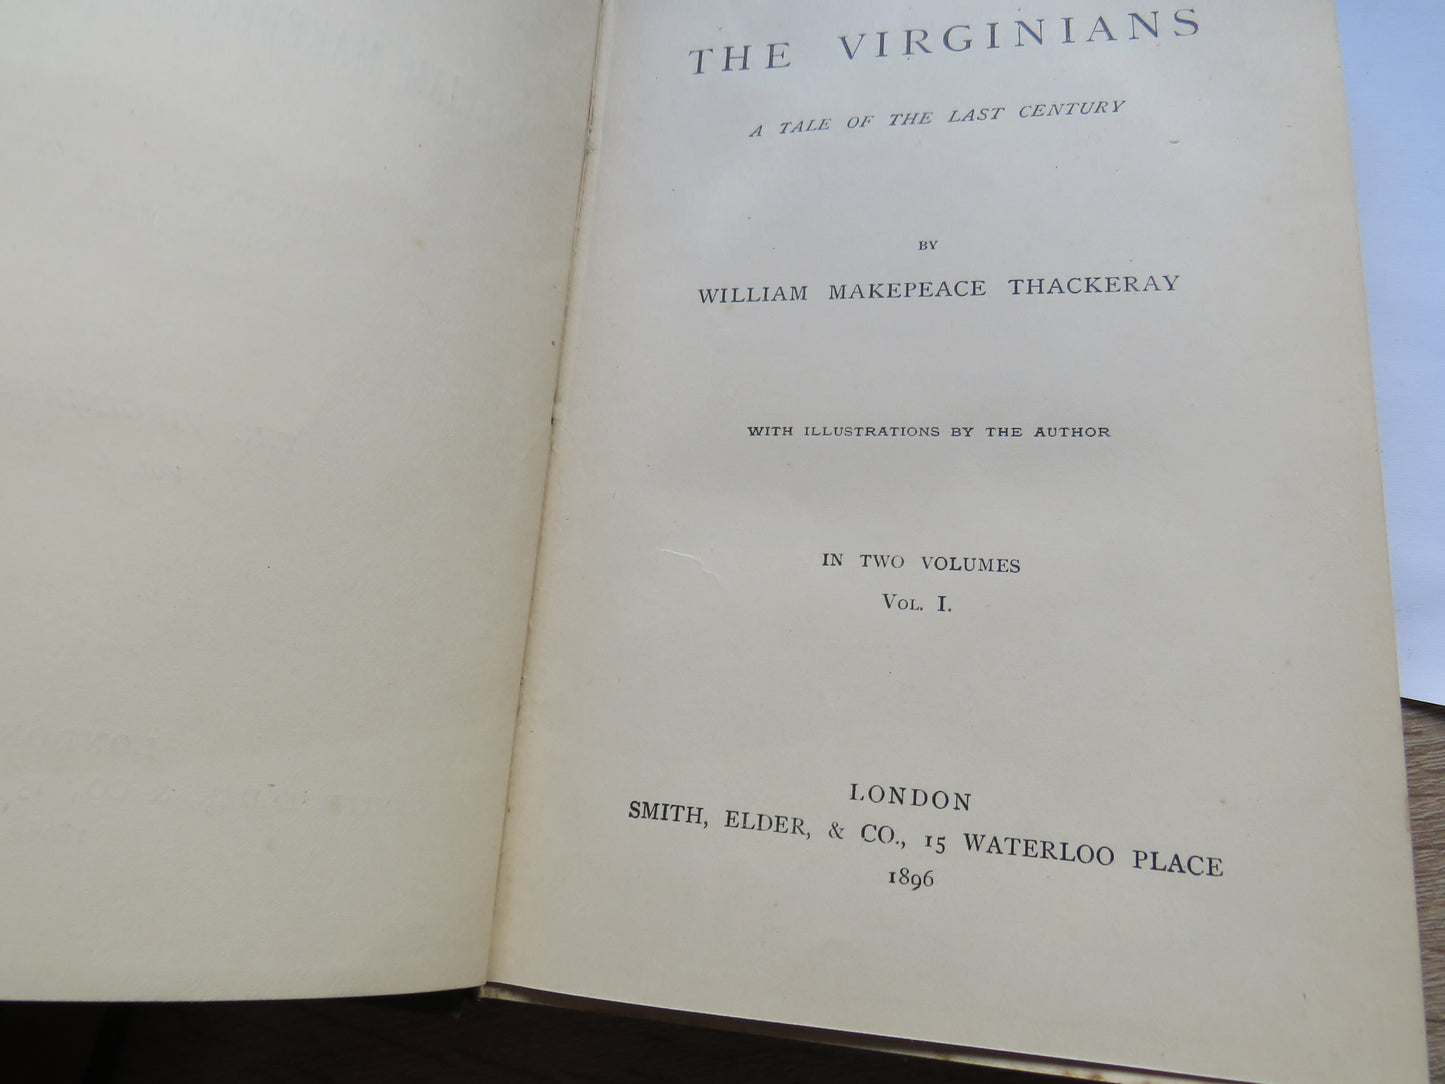 THE VIRGINIANS
A TALE OF THE LAST CENTURY
BY
WILLIAM MAKEPEACE THACKERAY
WITH ILLUSTRATIONS BY THE AUTHOR
IN TWO VOLUMES
VOL. I.
LONDON
SMITH, ELDER, & CO., 15 WATERLOO PLACE
1896